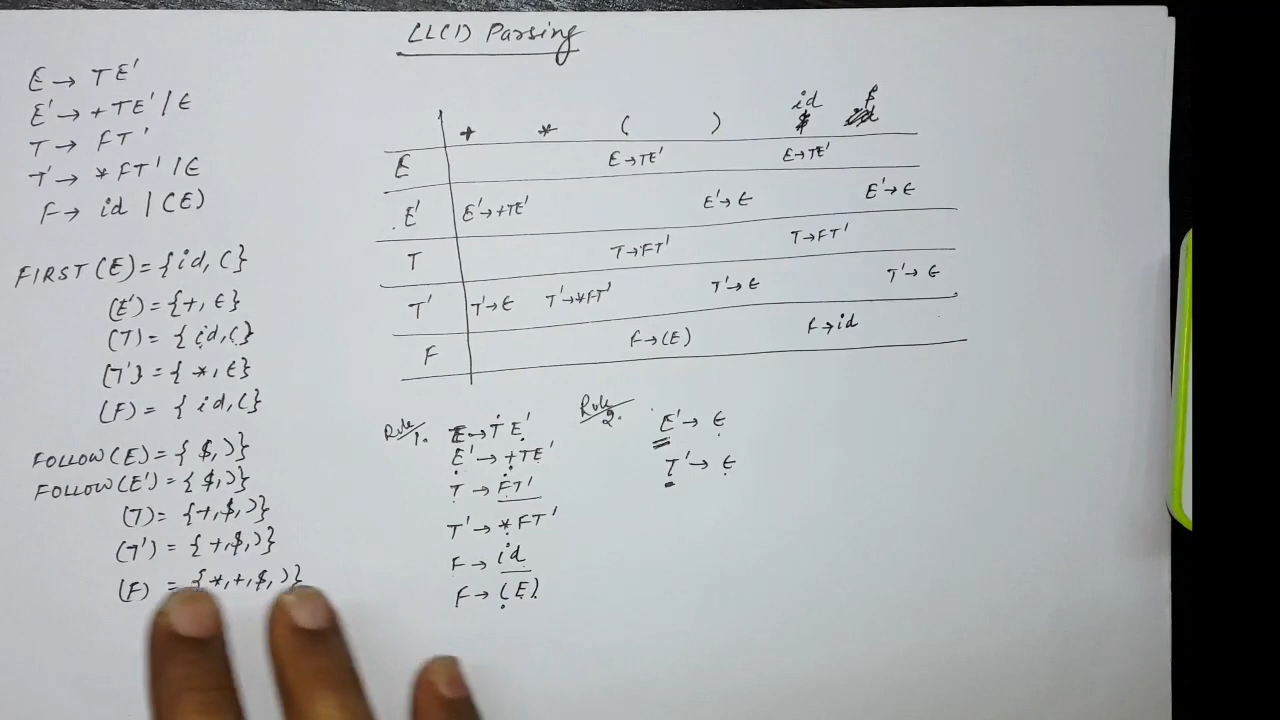 LL(1) Parsing
E → TE'
E' → +TE' / ϵ
T → FT'
T' → *FT' / ϵ
F → id | (E)
FIRST(E) = {id, (}
(E') = {+, ϵ}
(T) = {id, (}
(T') = {*, ϵ}
(F) = {id, (}
FOLLOW(E) = {$, )}
FOLLOW(E') = {$, )}
(T) = {+, $, )}
(T') = {+, $, )}
(F) = {*, +, $, )}
+ * ( ) id $
E E→TE' E→TE'
E' E'→+TE' E'→ϵ E'→ϵ
T T→FT' T→FT'
T' T'→ϵ T'→*FT' T'→ϵ T'→ϵ
F F→(E) F→id
Rule 1.
E→TE'
E'→+TE'
T→FT'
T'→*FT'
F→id
F→(E)
Rule 2.
E'→ϵ
T'→ϵ